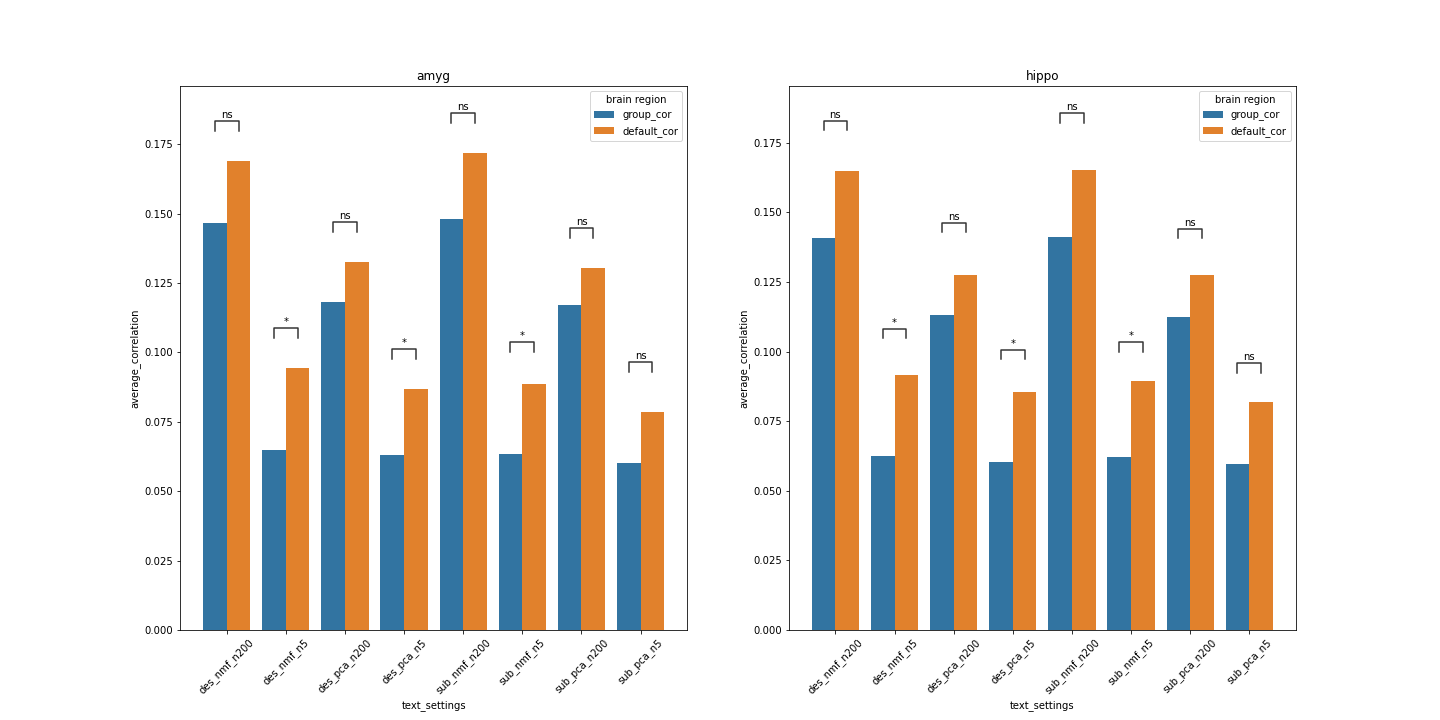 amyg
brain region
group_cor
default_cor
ns
*
ns
*
ns
*
ns
ns
0.175
0.150
0.125
0.100
0.075
0.050
0.025
0.000
average_correlation
des_nmf_n200
des_nmf_n5
des_pca_n200
des_pca_n5
sub_nmf_n200
sub_nmf_n5
sub_pca_n200
sub_pca_n5
text_settings
hippo
brain region
group_cor
default_cor
ns
*
ns
*
ns
*
ns
ns
0.175
0.150
0.125
0.100
0.075
0.050
0.025
0.000
average_correlation
des_nmf_n200
des_nmf_n5
des_pca_n200
des_pca_n5
sub_nmf_n200
sub_nmf_n5
sub_pca_n200
sub_pca_n5
text_settings